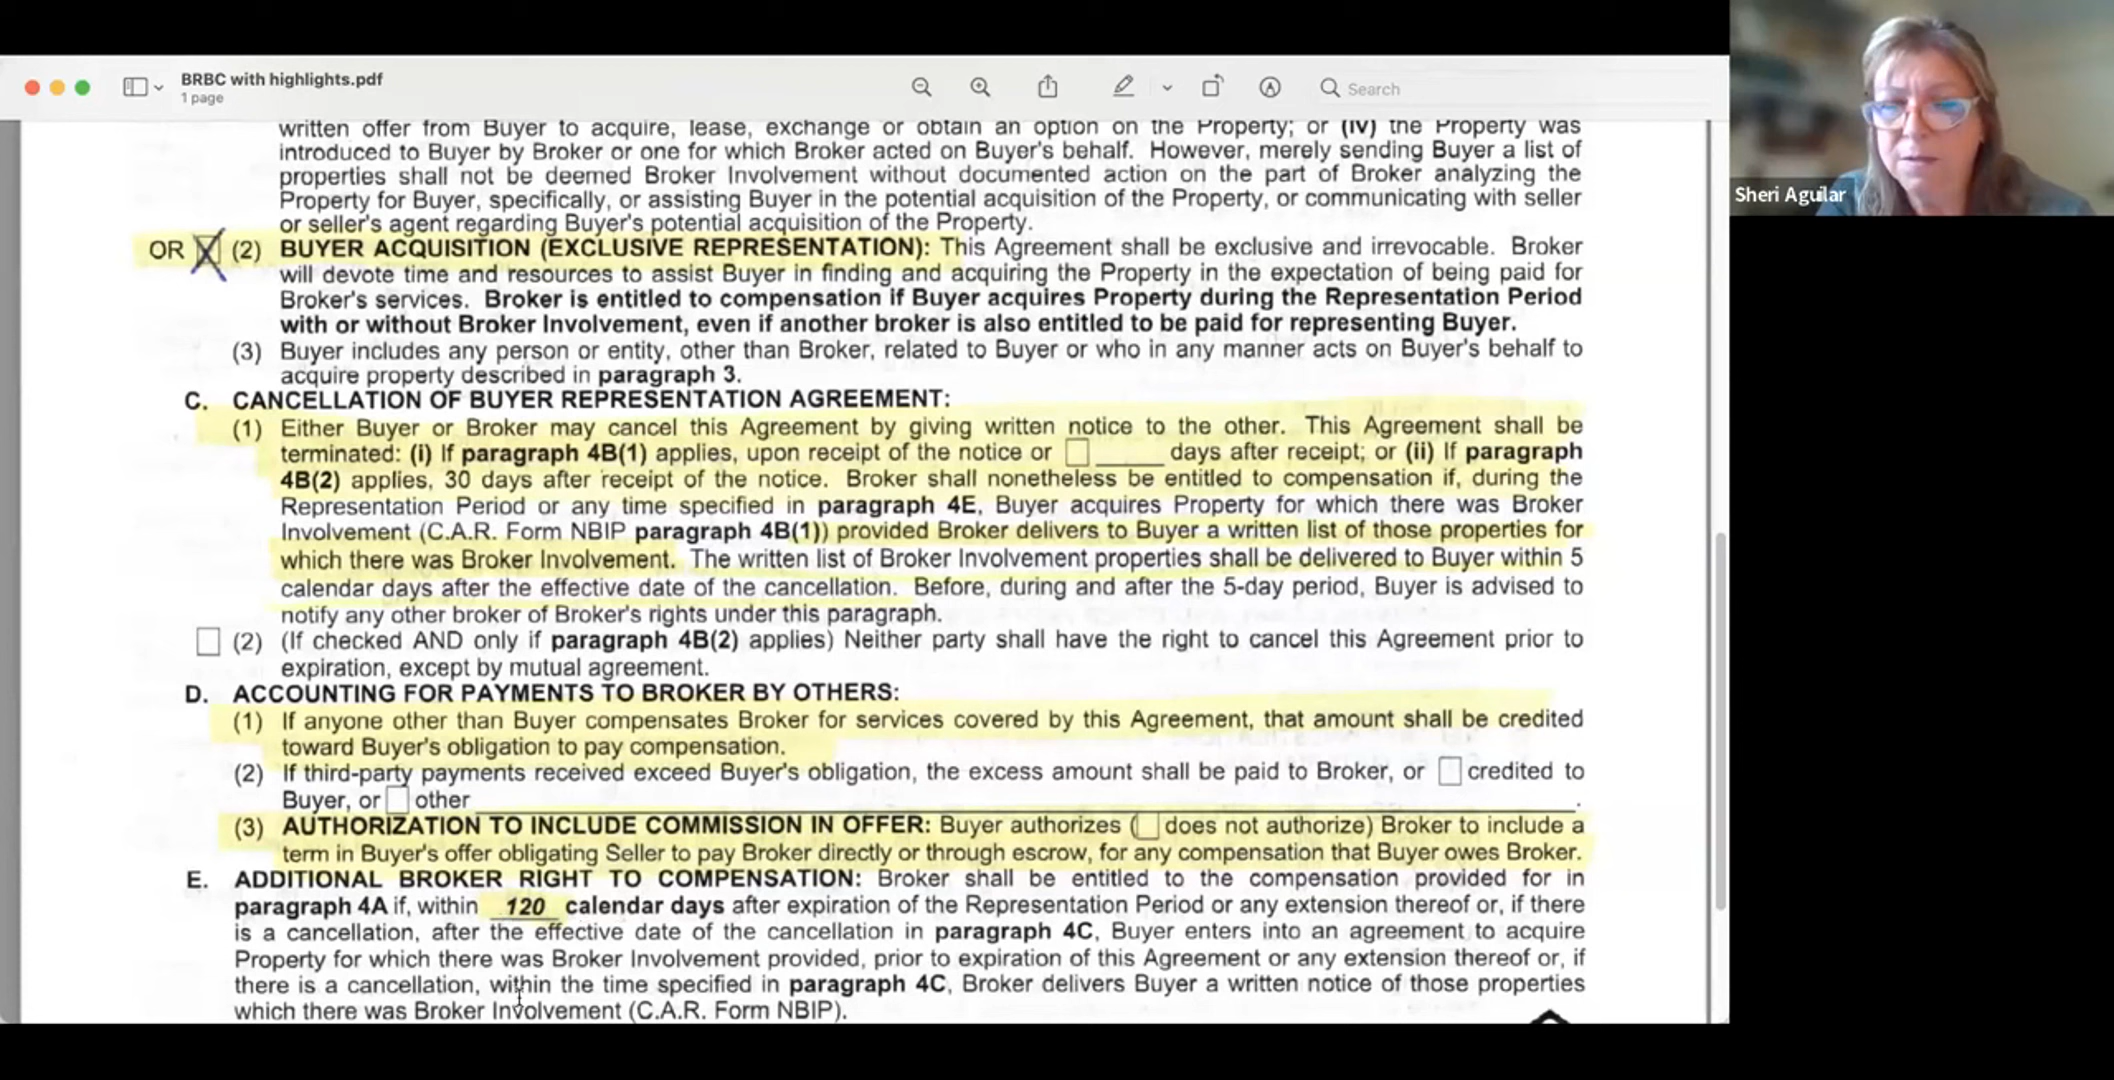 BRBC with highlights.pdf
1 page
Search
written offer from Buyer to acquire, lease, exchange or obtain an option on the Property; or (iv) the Property was
introduced to Buyer by Broker or one for which Broker acted on Buyer's behalf. However, merely sending Buyer a list of
properties shall not be deemed Broker Involvement without documented action on the part of Broker analyzing the
Property for Buyer, specifically, or assisting Buyer in the potential acquisition of the Property, or communicating with seller
or seller's agent regarding Buyer's potential acquisition of the Property.
OR X (2) BUYER ACQUISITION (EXCLUSIVE REPRESENTATION): This Agreement shall be exclusive and irrevocable. Broker
will devote time and resources to assist Buyer in finding and acquiring the Property in the expectation of being paid for
Broker's services. Broker is entitled to compensation if Buyer acquires Property during the Representation Period
with or without Broker Involvement, even if another broker is also entitled to be paid for representing Buyer.
(3) Buyer includes any person or entity, other than Broker, related to Buyer or who in any manner acts on Buyer's behalf to
acquire property described in paragraph 3.
C. CANCELLATION OF BUYER REPRESENTATION AGREEMENT:
(1) Either Buyer or Broker may cancel this Agreement by giving written notice to the other. This Agreement shall be
terminated: (i) If paragraph 4B(1) applies, upon receipt of the notice or ☐ _____ days after receipt; or (ii) If paragraph
4B(2) applies, 30 days after receipt of the notice. Broker shall nonetheless be entitled to compensation if, during the
Representation Period or any time specified in paragraph 4E, Buyer acquires Property for which there was Broker
Involvement (C.A.R. Form NBIP paragraph 4B(1)) provided Broker delivers to Buyer a written list of those properties for
which there was Broker Involvement. The written list of Broker Involvement properties shall be delivered to Buyer within 5
calendar days after the effective date of the cancellation. Before, during and after the 5-day period, Buyer is advised to
notify any other broker of Broker's rights under this paragraph.
☐ (2) (If checked AND only if paragraph 4B(2) applies) Neither party shall have the right to cancel this Agreement prior to
expiration, except by mutual agreement.
D. ACCOUNTING FOR PAYMENTS TO BROKER BY OTHERS:
(1) If anyone other than Buyer compensates Broker for services covered by this Agreement, that amount shall be credited
toward Buyer's obligation to pay compensation.
(2) If third-party payments received exceed Buyer's obligation, the excess amount shall be paid to Broker, or ☐ credited to
Buyer, or ☐ other _____.
(3) AUTHORIZATION TO INCLUDE COMMISSION IN OFFER: Buyer authorizes (☐ does not authorize) Broker to include a
term in Buyer's offer obligating Seller to pay Broker directly or through escrow, for any compensation that Buyer owes Broker.
E. ADDITIONAL BROKER RIGHT TO COMPENSATION: Broker shall be entitled to the compensation provided for in
paragraph 4A if, within 120 calendar days after expiration of the Representation Period or any extension thereof or, if there
is a cancellation, after the effective date of the cancellation in paragraph 4C, Buyer enters into an agreement to acquire
Property for which there was Broker Involvement provided, prior to expiration of this Agreement or any extension thereof or, if
there is a cancellation, within the time specified in paragraph 4C, Broker delivers Buyer a written notice of those properties
which there was Broker Involvement (C.A.R. Form NBIP).
Sheri Aguilar